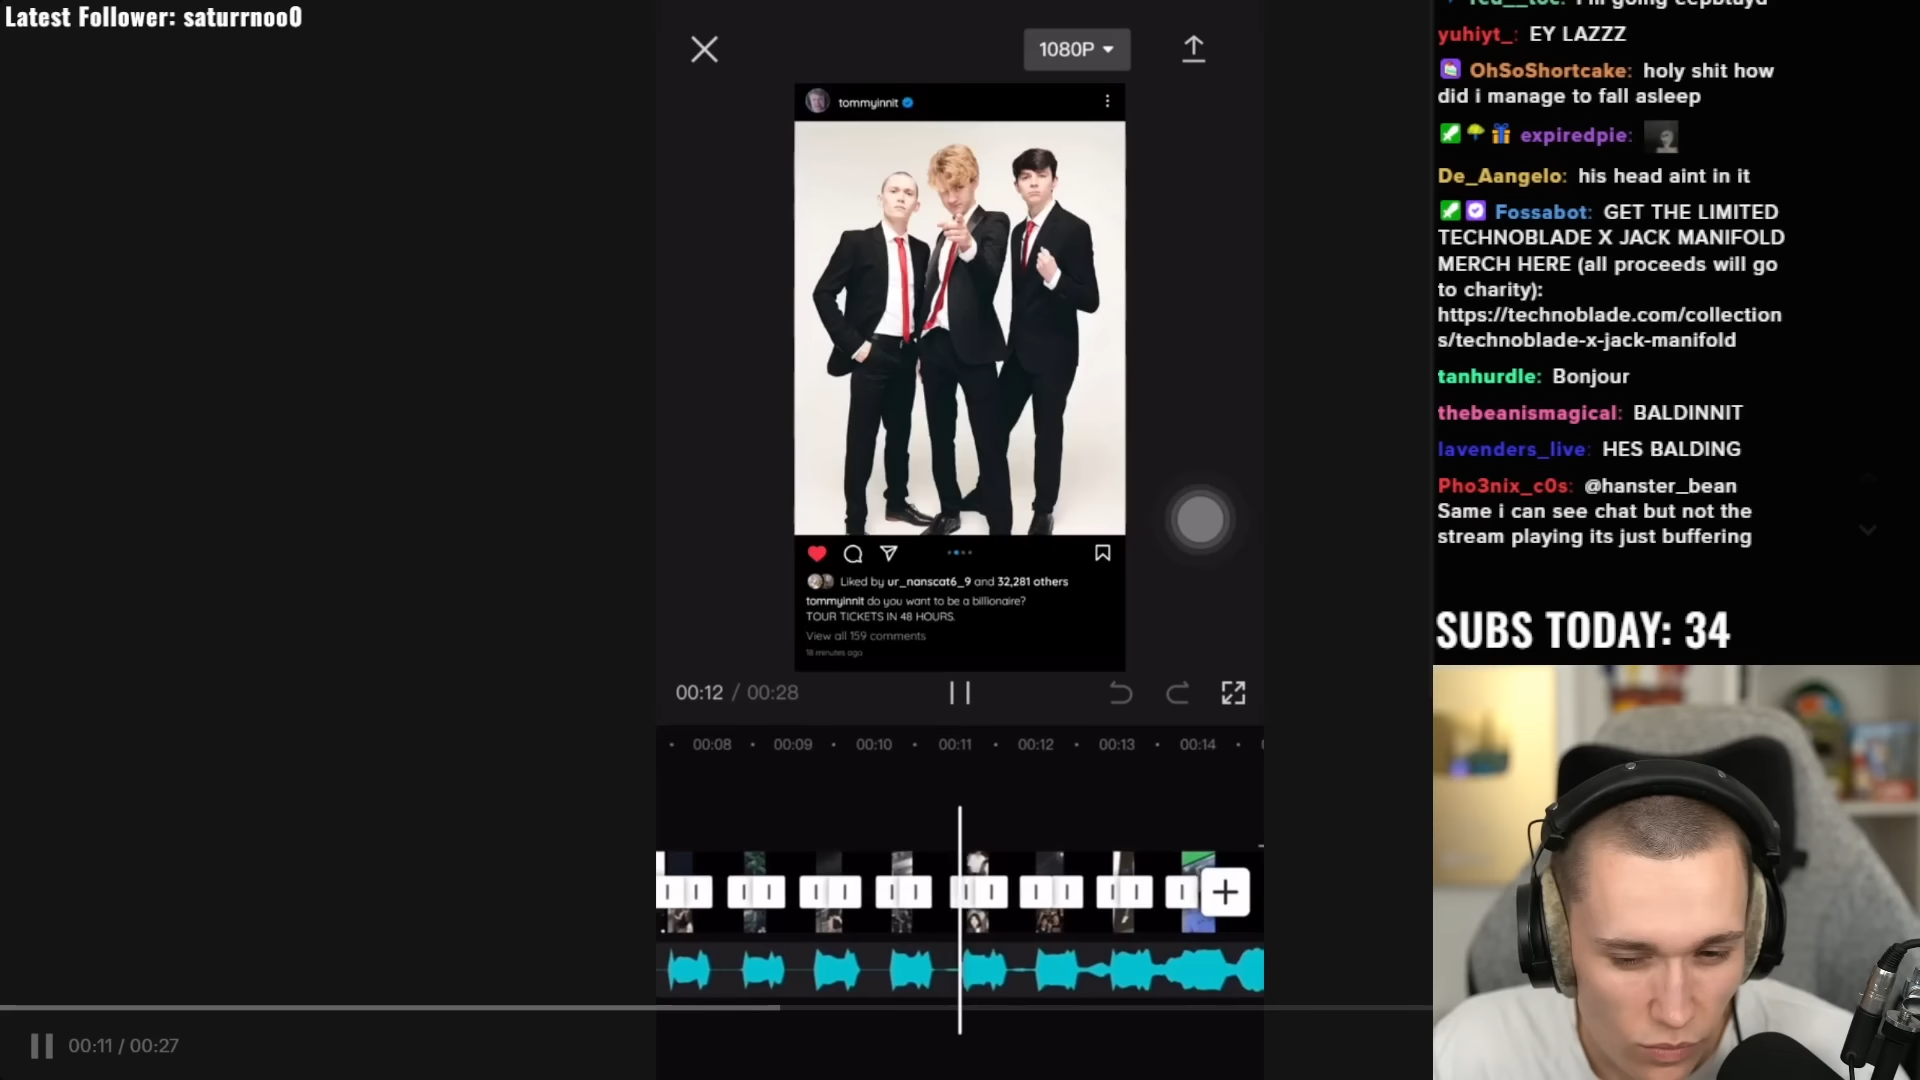 Latest Follower: saturrnoo0
1080P
tommyinnit
Liked by ur_nanscat6_9 and 32,281 others
tommyinnit do you want to be a billionaire?
TOUR TICKETS IN 48 HOURS.
View all 159 comments
18 minutes ago
00:12 / 00:28
00:08 00:09 00:10 00:11 00:12 00:13 00:14
00:11 / 00:27
yuhiyt_: EY LAZZZ
OhSoShortcake: holy shit how
did i manage to fall asleep
expiredpie:
De_Aangelo: his head aint in it
Fossabot: GET THE LIMITED
TECHNOBLADE X JACK MANIFOLD
MERCH HERE (all proceeds will go
to charity):
https://technoblade.com/collection
s/technoblade-x-jack-manifold
tanhurdle: Bonjour
thebeanismagical: BALDINNIT
lavenders_live: HES BALDING
Pho3nix_c0s: @hanster_bean
Same i can see chat but not the
stream playing its just buffering
SUBS TODAY: 34